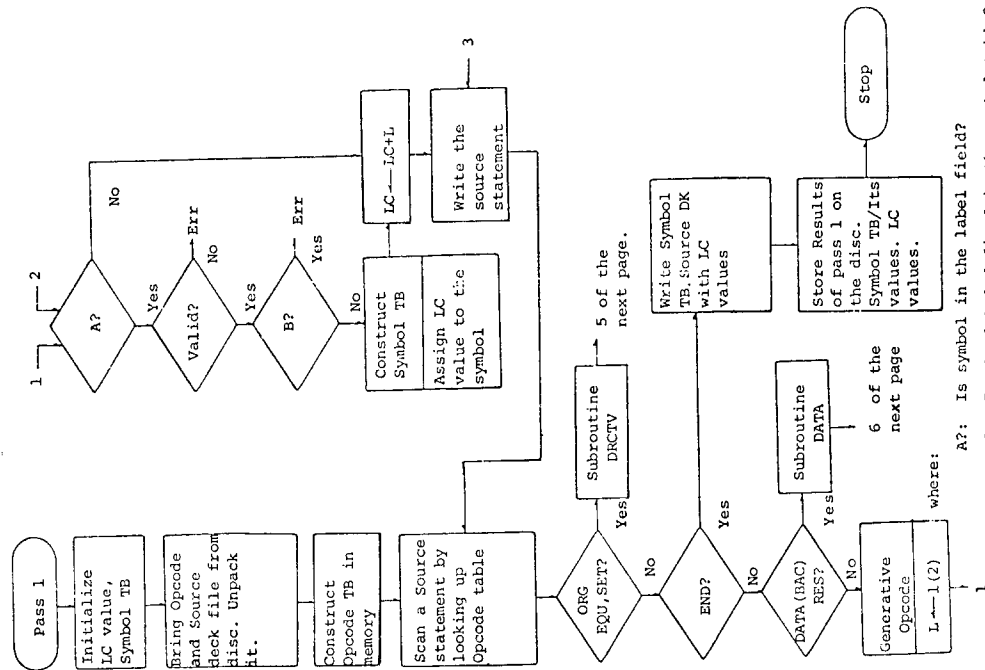 Pass 1
Initialize
LC value,
Symbol TB
Bring Opcode
and Source
deck file from
disc. Unpack
it.
Construct
Opcode TB in
memory
Scan a Source
statement by
looking up
Opcode table
ORG
EQU,SET?
Yes
Subroutine
DRCTV
5 of the
next page.
No
END?
Yes
Write Symbol
TB,Source DK
with LC
values
Store Results
of pass 1 on
the disc.
Symbol TB/Its
values. LC
values.
Stop
No
DATA(BAC)
RES?
Yes
Subroutine
DATA
6 of the
next page
No
Generative
Opcode
L ← 1(2)
1
1
2
A?
No
Yes
Valid?
Err
No
Yes
B?
Err
Yes
No
Construct
Symbol TB
Assign LC
value to the
symbol
LC ← LC+L
Write the
source
statement
3
where:
A?: Is symbol in the label field?